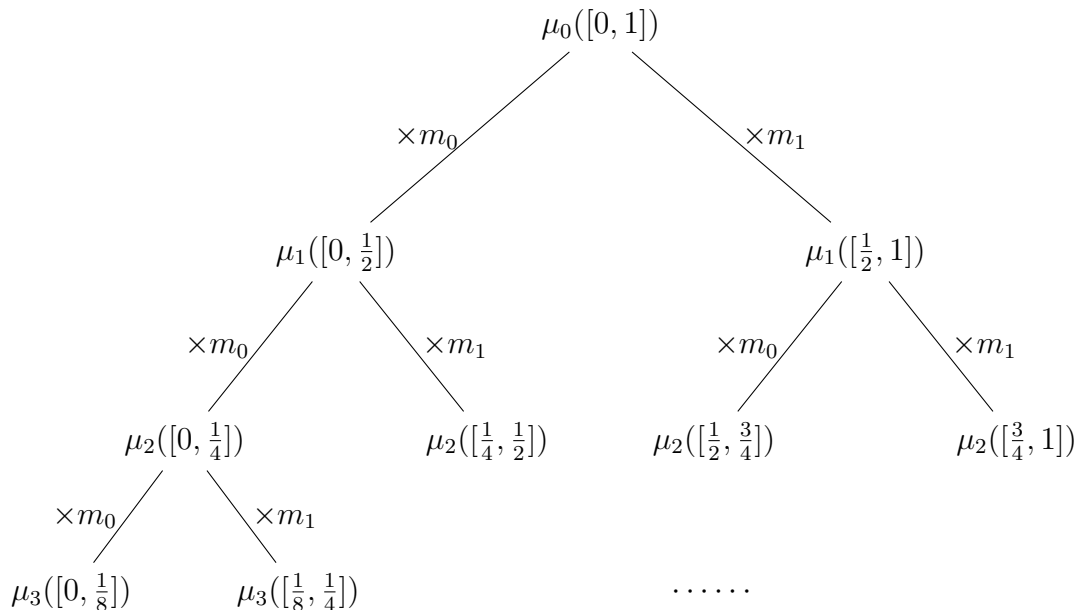 μ₀([0, 1])
×m₀ ×m₁
μ₁([0, 1/2]) μ₁([1/2, 1])
×m₀ ×m₁ ×m₀ ×m₁
μ₂([0, 1/4]) μ₂([1/4, 1/2]) μ₂([1/2, 3/4]) μ₂([3/4, 1])
×m₀ ×m₁
μ₃([0, 1/8]) μ₃([1/8, 1/4]) ......